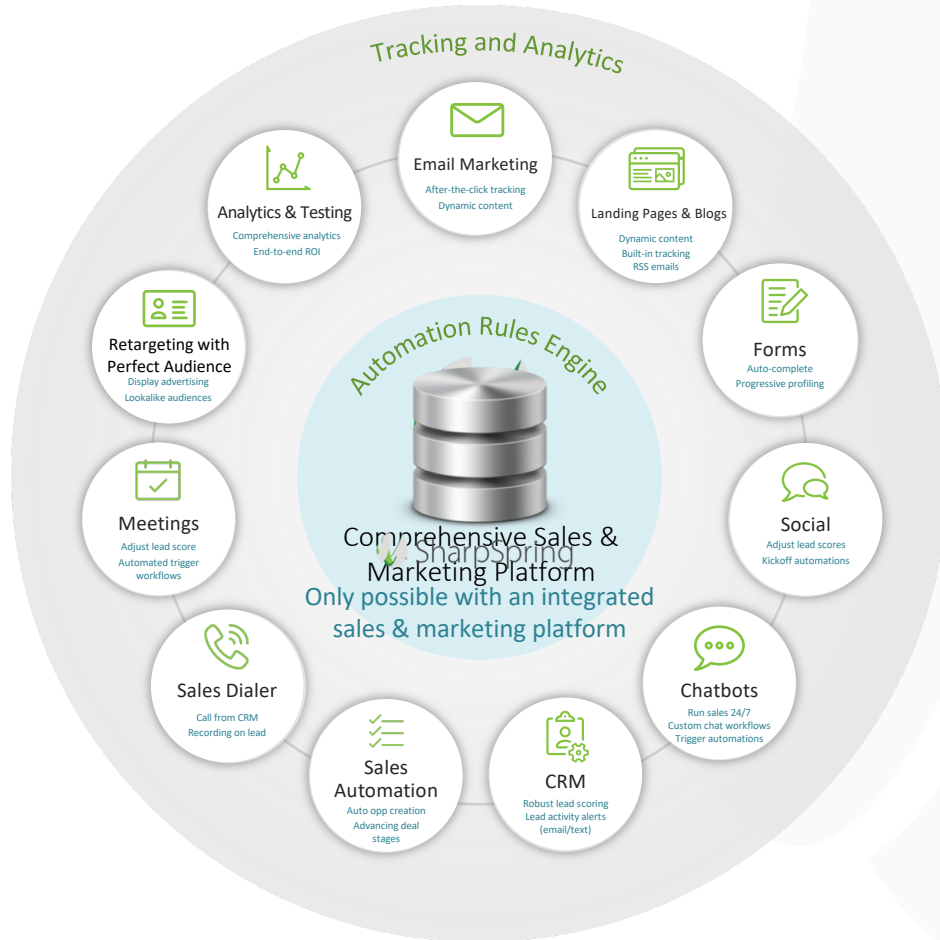 Tracking and Analytics
Email Marketing
After-the-click tracking
Dynamic content
Landing Pages & Blogs
Dynamic content
Built-in tracking
RSS emails
Forms
Auto-complete
Progressive profiling
Social
Adjust lead scores
Kickoff automations
Chatbots
Run sales 24/7
Custom chat workflows
Trigger automations
CRM
Robust lead scoring
Lead activity alerts
(email/text)
Sales
Automation
Auto opp creation
Advancing deal
stages
Sales Dialer
Call from CRM
Recording on lead
Meetings
Adjust lead score
Automated trigger
workflows
Retargeting with
Perfect Audience
Display advertising
Lookalike audiences
Analytics & Testing
Comprehensive analytics
End-to-end ROI
Automation Rules Engine
Comprehensive Sales &
SharpSpring
Marketing Platform
Only possible with an integrated
sales & marketing platform